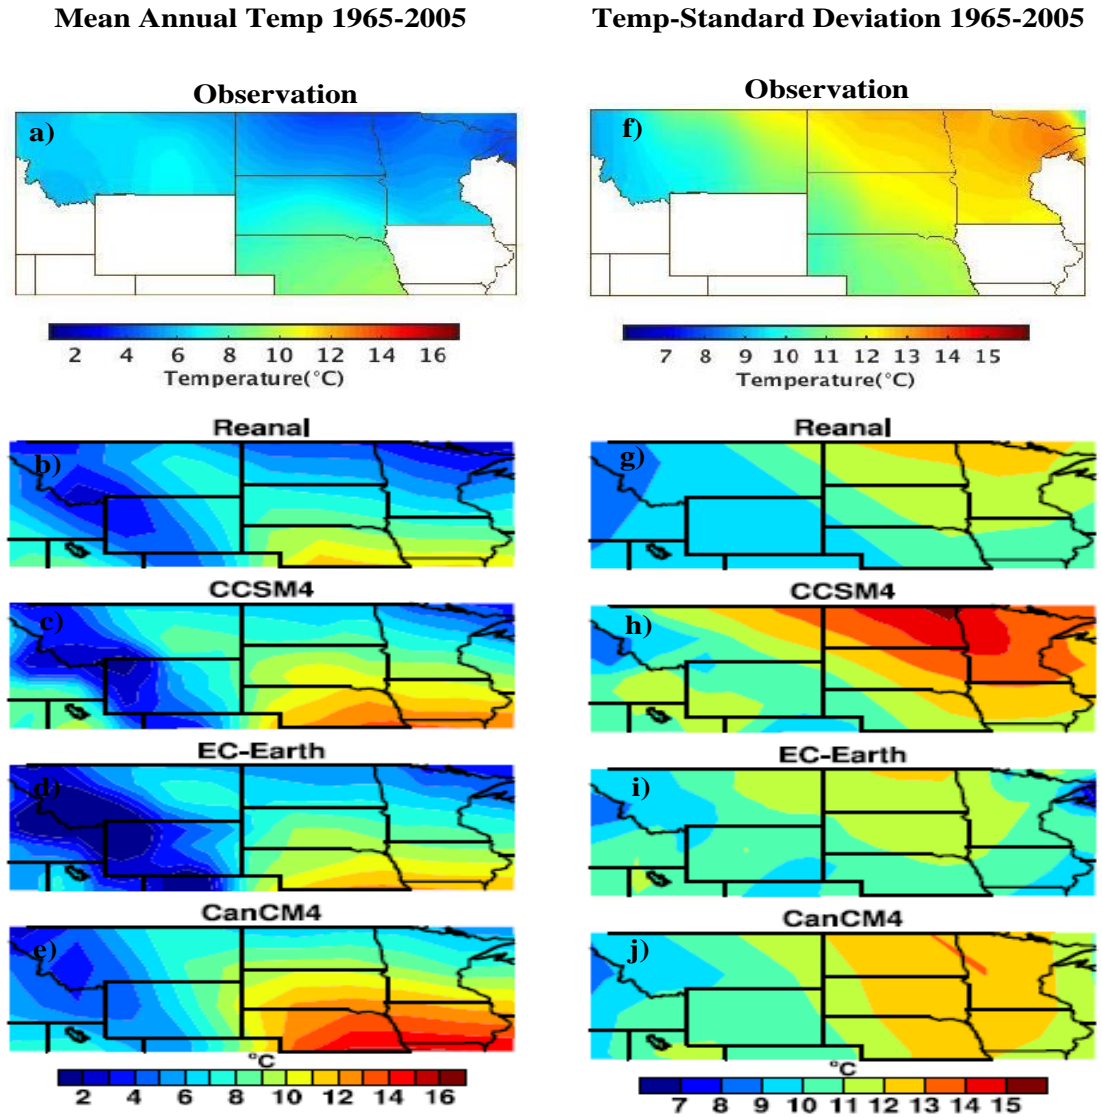 Mean Annual Temp 1965-2005
Temp-Standard Deviation 1965-2005
Observation
a)
2 4 6 8 10 12 14 16
Temperature(°C)
Reanal
b)
CCSM4
c)
EC-Earth
d)
CanCM4
e)
°C
2 4 6 8 10 12 14 16
Observation
f)
7 8 9 10 11 12 13 14 15
Temperature(°C)
Reanal
g)
CCSM4
h)
EC-Earth
i)
CanCM4
j)
°C
7 8 9 10 11 12 13 14 15